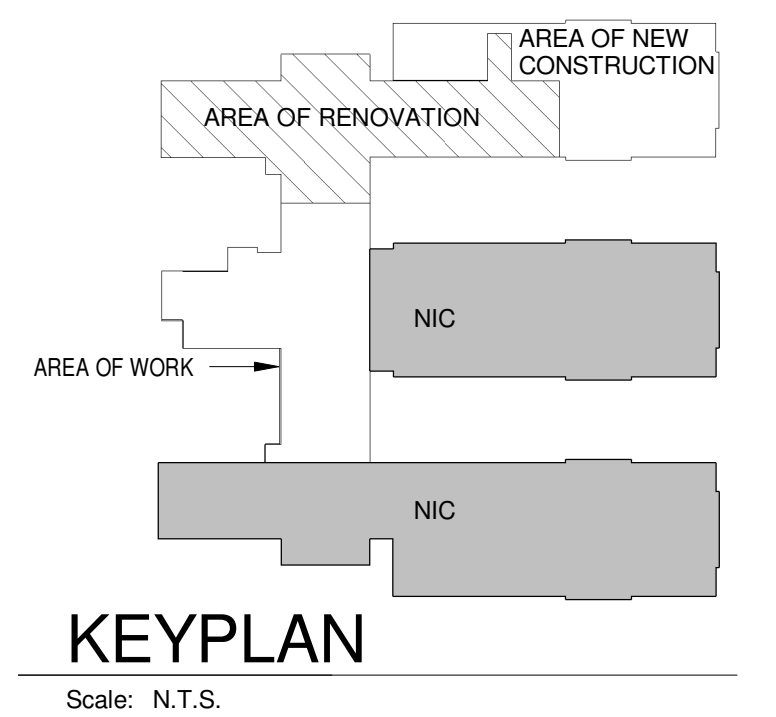 AREA OF NEW
CONSTRUCTION
AREA OF RENOVATION
NIC
AREA OF WORK
NIC
KEYPLAN
Scale: N.T.S.